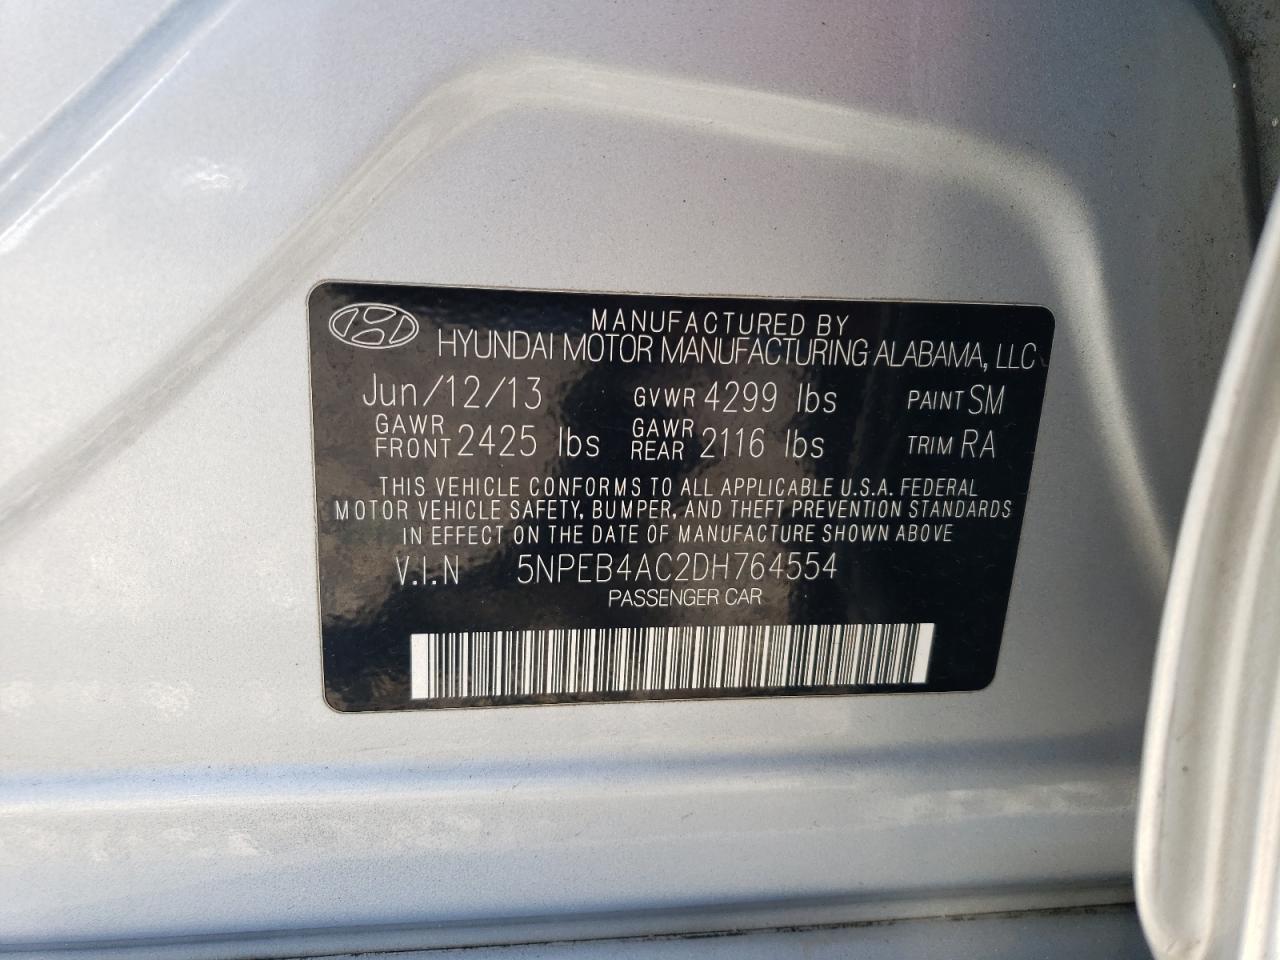 MANUFACTURED BY
HYUNDAI MOTOR MANUFACTURING ALABAMA, LLC
Jun/12/13 GVWR 4299 lbs PAINT SM
GAWR FRONT 2425 lbs GAWR REAR 2116 lbs TRIM RA
THIS VEHICLE CONFORMS TO ALL APPLICABLE U.S.A. FEDERAL
MOTOR VEHICLE SAFETY, BUMPER, AND THEFT PREVENTION STANDARDS
IN EFFECT ON THE DATE OF MANUFACTURE SHOWN ABOVE
V.I.N 5NPEB4AC2DH764554
PASSENGER CAR